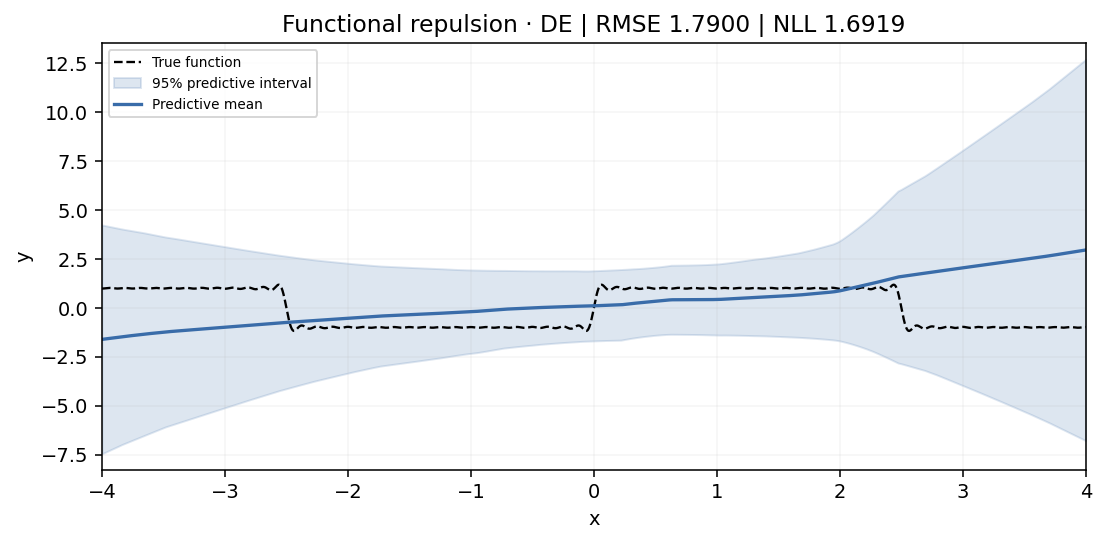 Functional repulsion · DE | RMSE 1.7900 | NLL 1.6919
True function
95% predictive interval
Predictive mean
y
12.5
10.0
7.5
5.0
2.5
0.0
−2.5
−5.0
−7.5
−4 −3 −2 −1 0 1 2 3 4
x